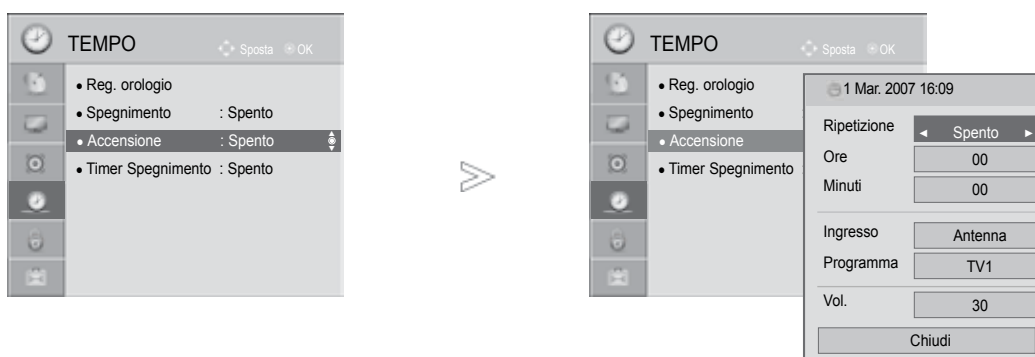 TEMPO
Sposta OK
• Reg. orologio
• Spegnimento : Spento
• Accensione : Spento
• Timer Spegnimento : Spento
TEMPO
Sposta OK
• Reg. orologio
• Spegnimento :
• Accensione
• Timer Spegnimento :
1 Mar. 2007 16:09
Ripetizione ◄ Spento ►
Ore 00
Minuti 00
Ingresso Antenna
Programma TV1
Vol. 30
Chiudi